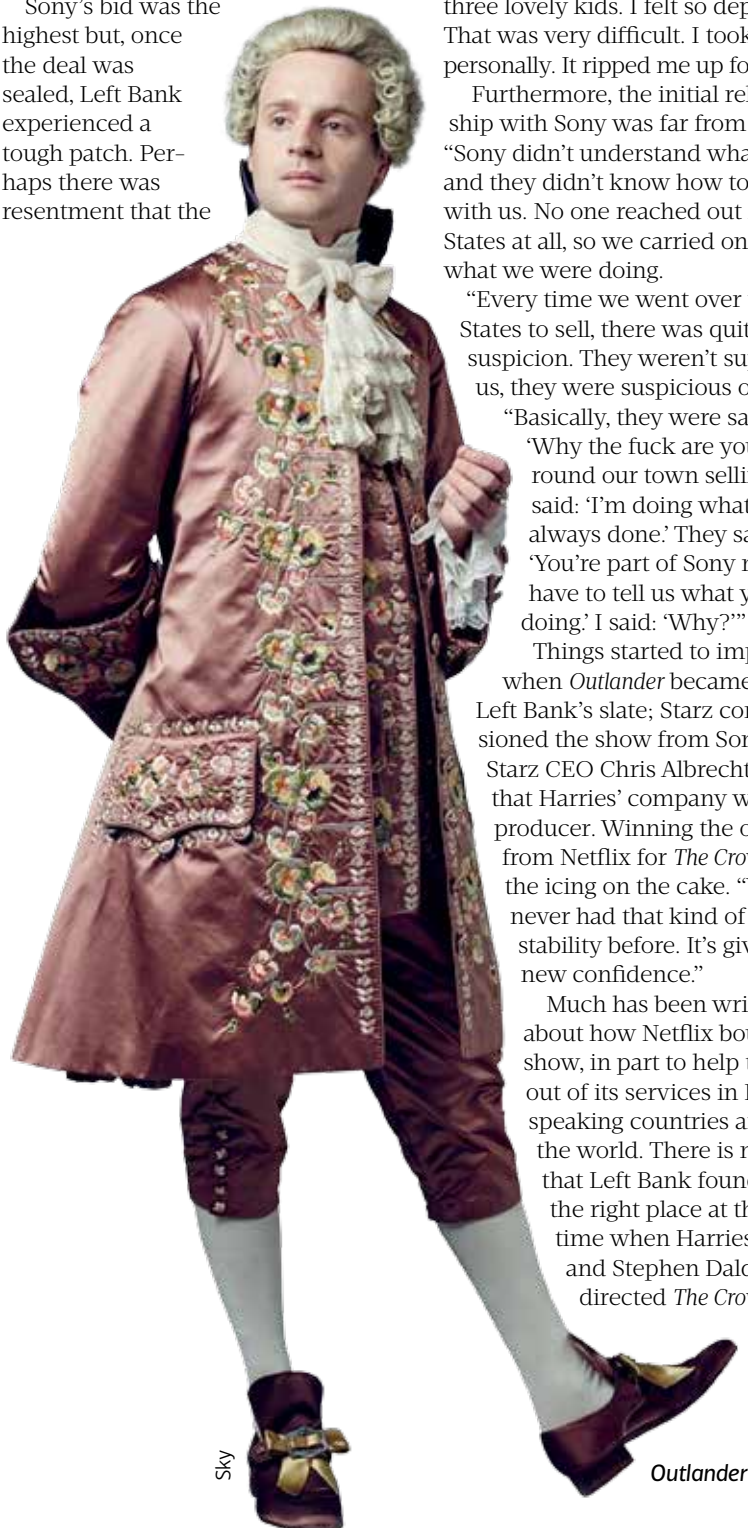 Sony's bid was the
highest but, once
the deal was
sealed, Left Bank
experienced a
tough patch. Per-
haps there was
resentment that the
three lovely kids. I felt so dep
That was very difficult. I took
personally. It ripped me up fo
Furthermore, the initial rel
ship with Sony was far from
“Sony didn't understand wha
and they didn't know how to
with us. No one reached out
States at all, so we carried on
what we were doing.
“Every time we went over
States to sell, there was quit
suspicion. They weren't su
us, they were suspicious o
“Basically, they were sa
‘Why the fuck are you
round our town sellin
said: ‘I'm doing what
always done.’ They sa
‘You're part of Sony n
have to tell us what y
doing.’ I said: ‘Why?’”
Things started to imp
when Outlander became
Left Bank's slate; Starz con
sioned the show from Son
Starz CEO Chris Albrecht
that Harries' company w
producer. Winning the o
from Netflix for The Crov
the icing on the cake. “
never had that kind of
stability before. It's giv
new confidence.”
Much has been wri
about how Netflix bou
show, in part to help t
out of its services in
speaking countries a
the world. There is n
that Left Bank foun
the right place at th
time when Harries
and Stephen Dald
directed The Crov
Sky
Outlander